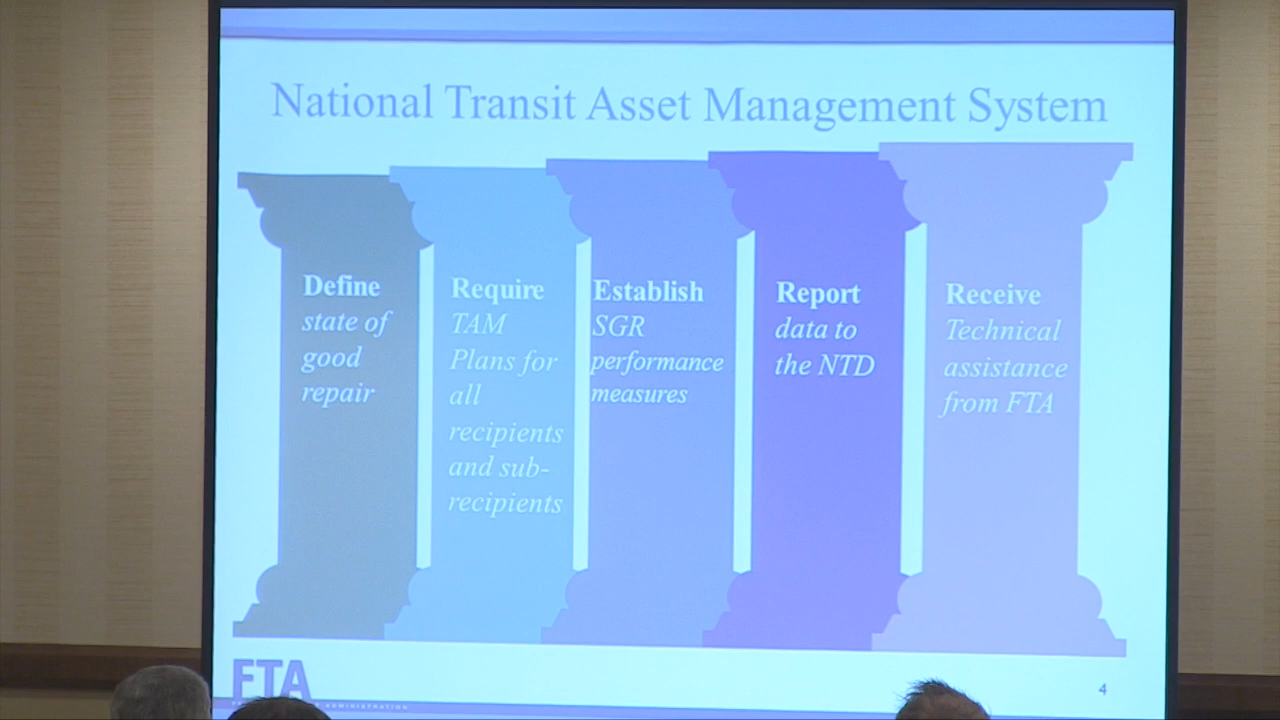 National Transit Asset Management System
Define
state of
good
repair
Require
TAM
Plans for
all
recipients
and sub-
recipients
Establish
SGR
performance
measures
Report
data to
the NTD
Receive
Technical
assistance
from FTA
FTA
ADMINISTRATION
4